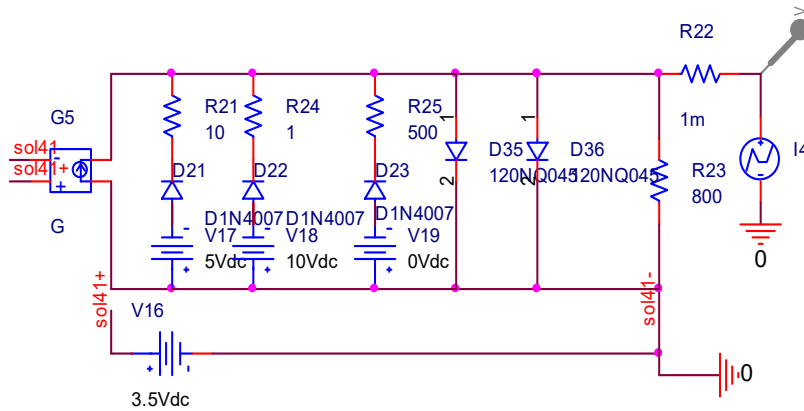 V
R22
1m
I4
0
R21
10
R24
1
R25
500
G5
sol41
sol41+
G
-
+
D21
D1N4007
D22
D1N4007
D23
D1N4007
1
2
D35
120NQ045
1
2
D36
120NQ045
R23
800
+
-
V17
5Vdc
-
+
V18
10Vdc
-
+
V19
0Vdc
-
+
sol41+
sol41-
V16
+
-
3.5Vdc
0